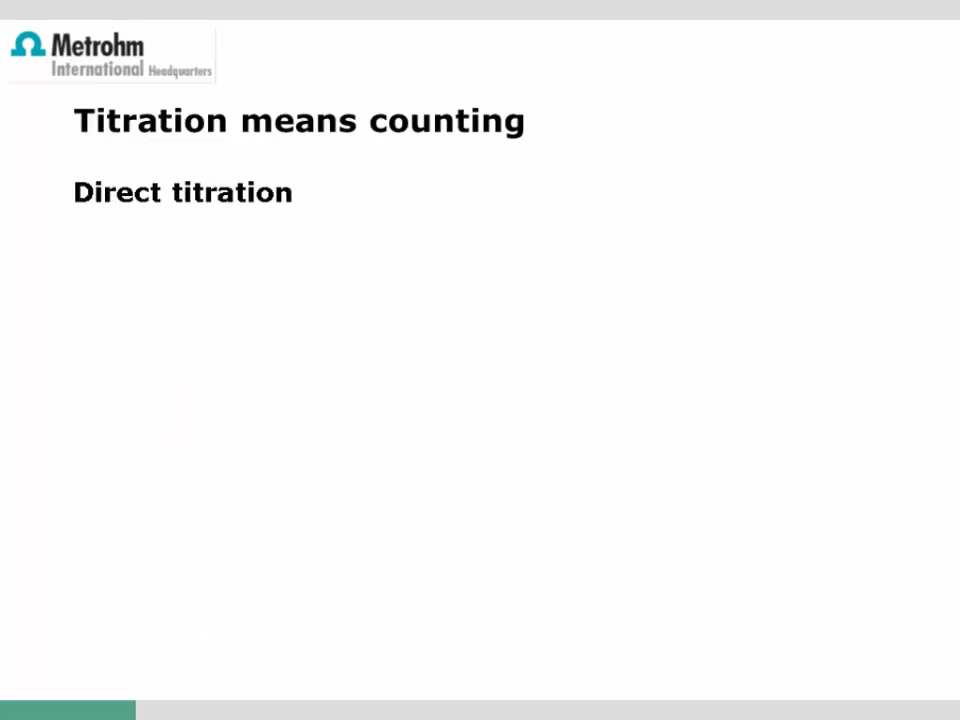 Metrohm
International Headquarters
Titration means counting
Direct titration